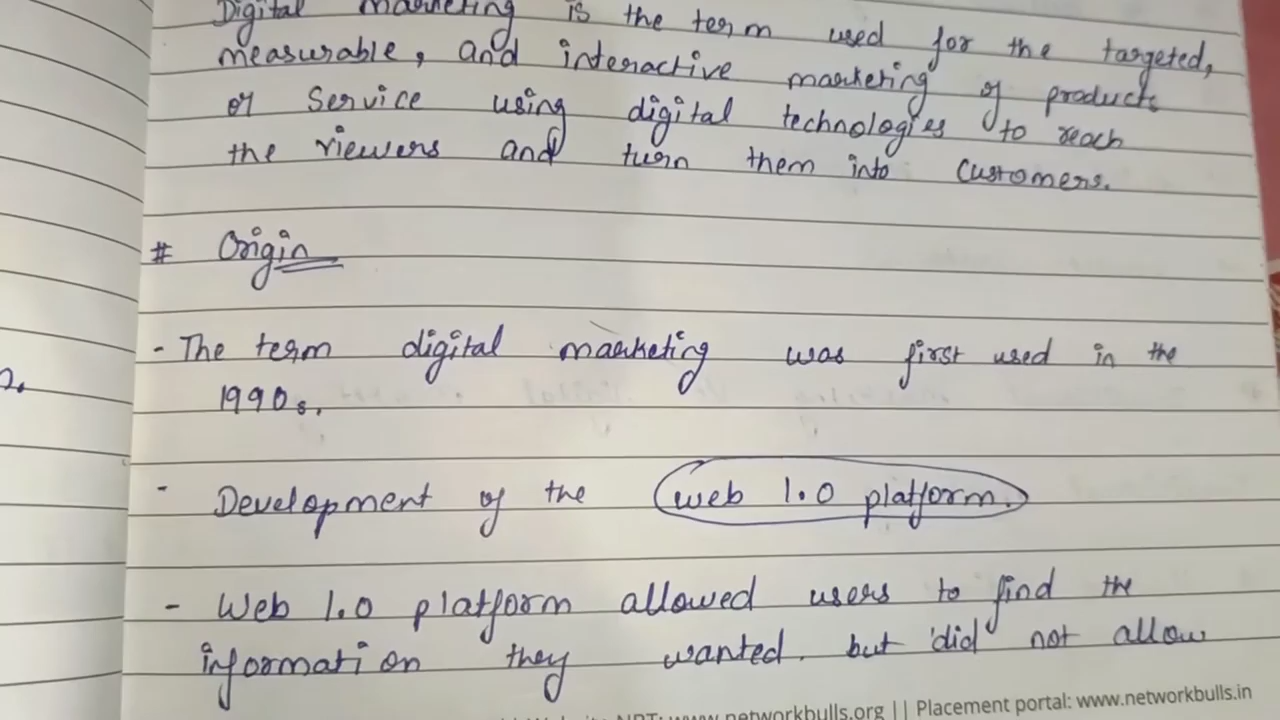 Digital marketing is the term used for the targeted,
measurable, and interactive marketing of products
or Service using digital technologies to reach
the viewers and turn them into Customers.
# Origin
- The term digital marketing was first used in the
1990s.
- Development of the web 1.0 platform.
- Web 1.0 platform allowed users to find the
information they wanted. but did not allow
www.networkbulls.org || Placement portal: www.networkbulls.in